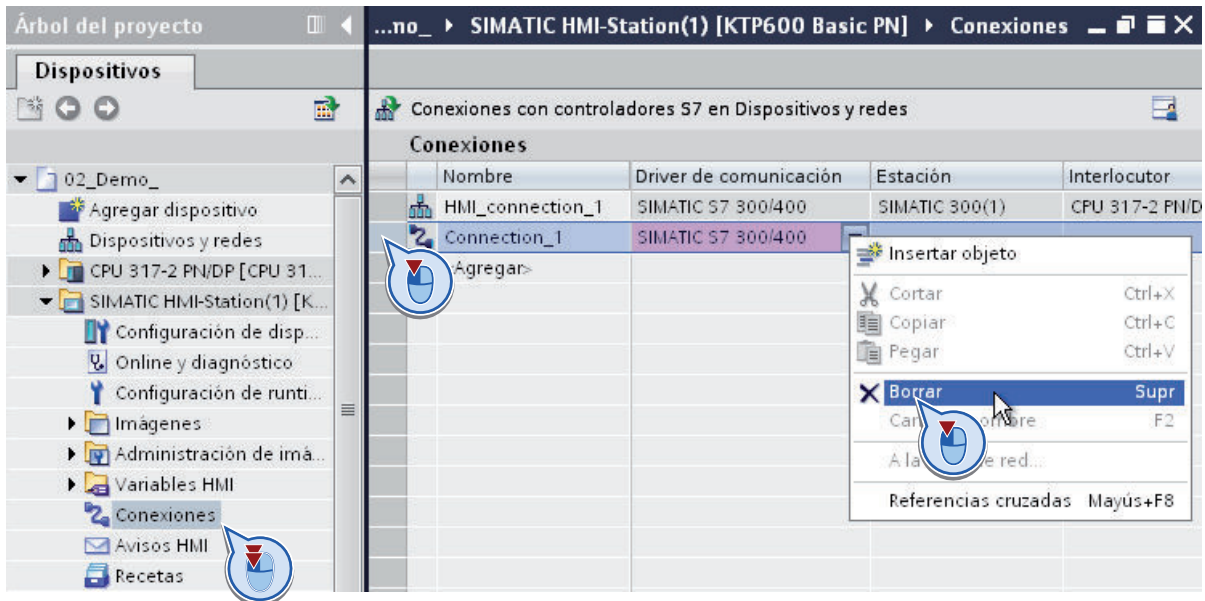 Árbol del proyecto
...no_ SIMATIC HMI-Station(1) [KTP600 Basic PN] Conexiones
Dispositivos
Conexiones con controladores S7 en Dispositivos y redes
Conexiones
Nombre Driver de comunicación Estación Interlocutor
HMI_connection_1 SIMATIC S7 300/400 SIMATIC 300(1) CPU 317-2 PN/D
Connection_1 SIMATIC S7 300/400
Agregar>
02_Demo_
Agregar dispositivo
Dispositivos y redes
CPU 317-2 PN/DP [CPU 31...
SIMATIC HMI-Station(1) [K...
Configuración de disp...
Online y diagnóstico
Configuración de runti...
Imágenes
Administración de imá...
Variables HMI
Conexiones
Avisos HMI
Recetas
Insertar objeto
Cortar Ctrl+X
Copiar Ctrl+C
Pegar Ctrl+V
Borrar Supr
F2
A la e red...
Referencias cruzadas Mayús+F8